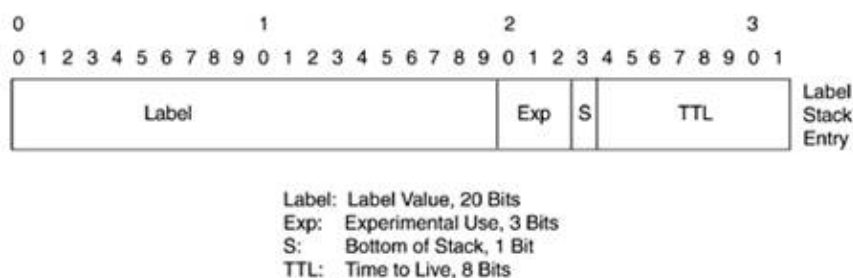 0 1 2 3
0 1 2 3 4 5 6 7 8 9 0 1 2 3 4 5 6 7 8 9 0 1 2 3 4 5 6 7 8 9 0 1
Label Exp S TTL
Label
Stack
Entry
Label: Label Value, 20 Bits
Exp: Experimental Use, 3 Bits
S: Bottom of Stack, 1 Bit
TTL: Time to Live, 8 Bits